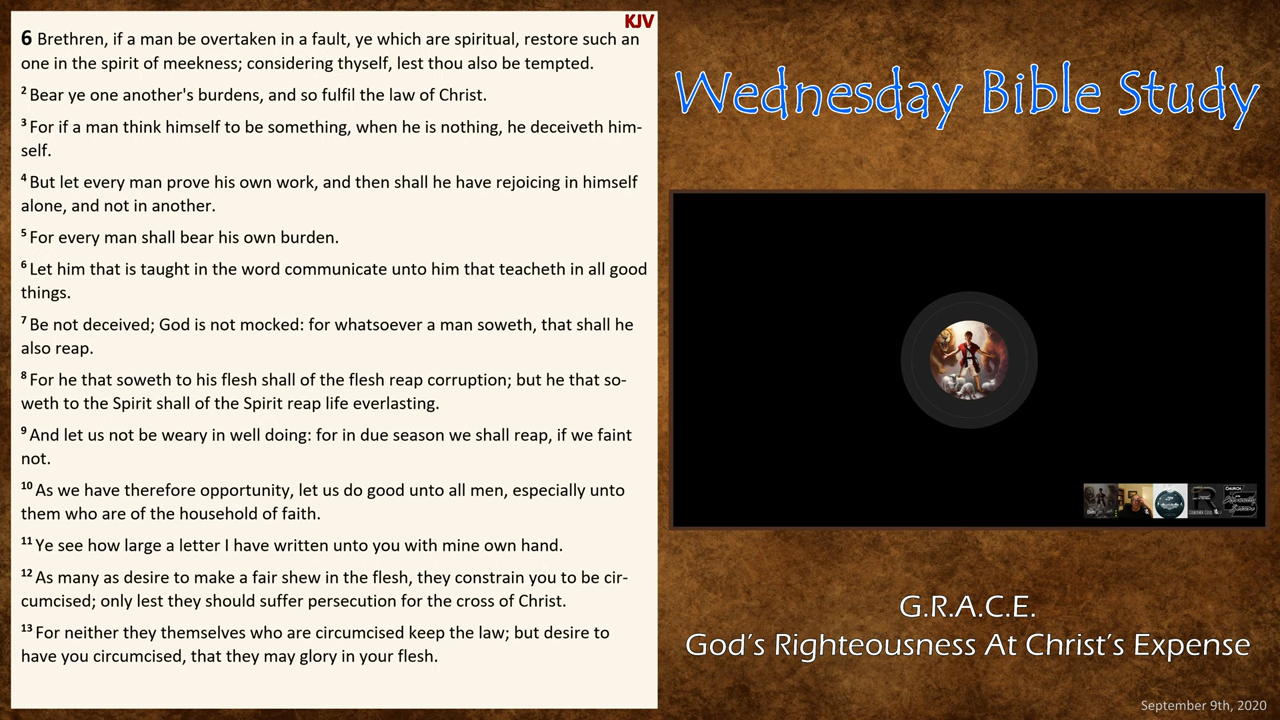 KJV
6 Brethren, if a man be overtaken in a fault, ye which are spiritual, restore such an
one in the spirit of meekness; considering thyself, lest thou also be tempted.
2 Bear ye one another's burdens, and so fulfil the law of Christ.
3 For if a man think himself to be something, when he is nothing, he deceiveth him-
self.
4 But let every man prove his own work, and then shall he have rejoicing in himself
alone, and not in another.
5 For every man shall bear his own burden.
6 Let him that is taught in the word communicate unto him that teacheth in all good
things.
7 Be not deceived; God is not mocked: for whatsoever a man soweth, that shall he
also reap.
8 For he that soweth to his flesh shall of the flesh reap corruption; but he that so-
weth to the Spirit shall of the Spirit reap life everlasting.
9 And let us not be weary in well doing: for in due season we shall reap, if we faint
not.
10 As we have therefore opportunity, let us do good unto all men, especially unto
them who are of the household of faith.
11 Ye see how large a letter I have written unto you with mine own hand.
12 As many as desire to make a fair shew in the flesh, they constrain you to be cir-
cumcised; only lest they should suffer persecution for the cross of Christ.
13 For neither they themselves who are circumcised keep the law; but desire to
have you circumcised, that they may glory in your flesh.
Wednesday Bible Study
G.R.A.C.E.
God's Righteousness At Christ's Expense
September 9th, 2020